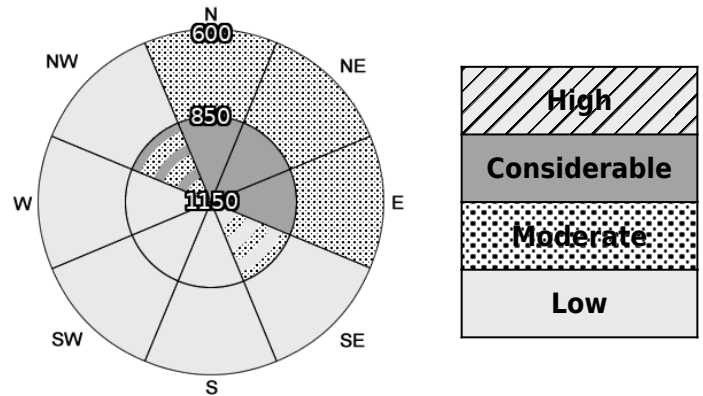 N
600
NW
NE
850
High
Considerable
W
1150
E
Moderate
Low
SW
SE
S